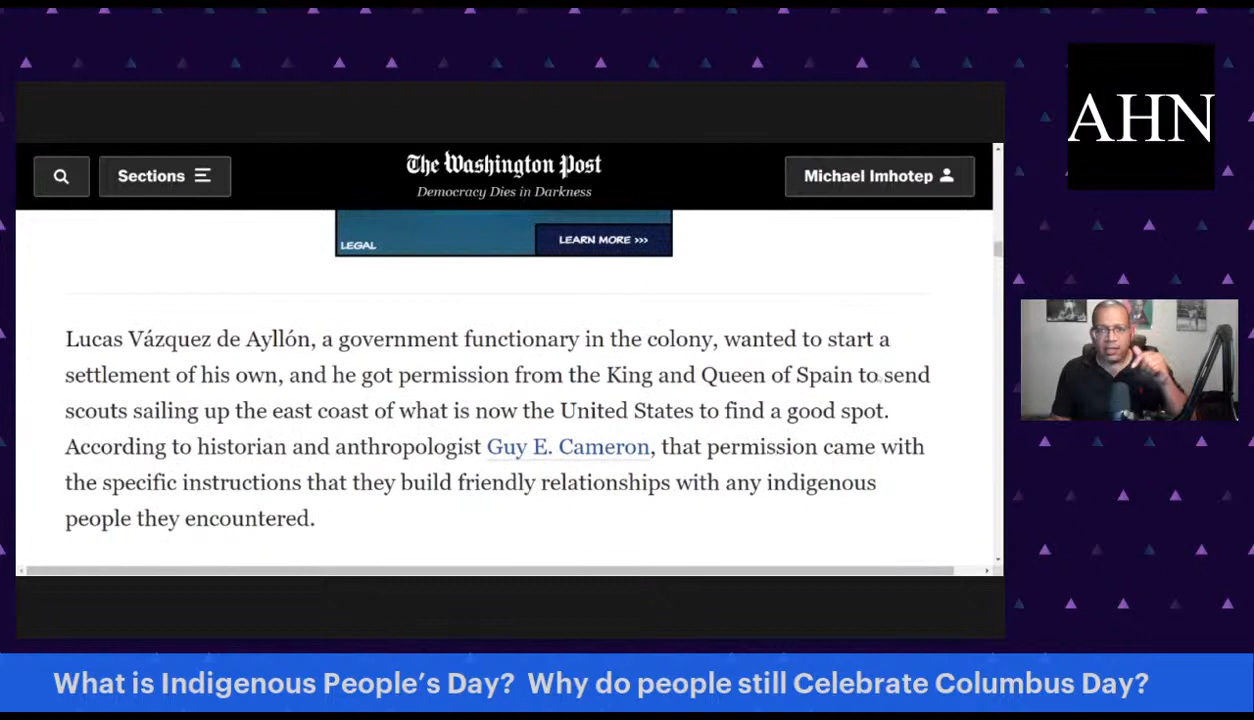 AHN
Sections
The Washington Post
Democracy Dies in Darkness
Michael Imhotep
LEGAL
LEARN MORE >>>
Lucas Vázquez de Ayllón, a government functionary in the colony, wanted to start a
settlement of his own, and he got permission from the King and Queen of Spain to send
scouts sailing up the east coast of what is now the United States to find a good spot.
According to historian and anthropologist Guy E. Cameron, that permission came with
the specific instructions that they build friendly relationships with any indigenous
people they encountered.
What is Indigenous People's Day? Why do people still Celebrate Columbus Day?